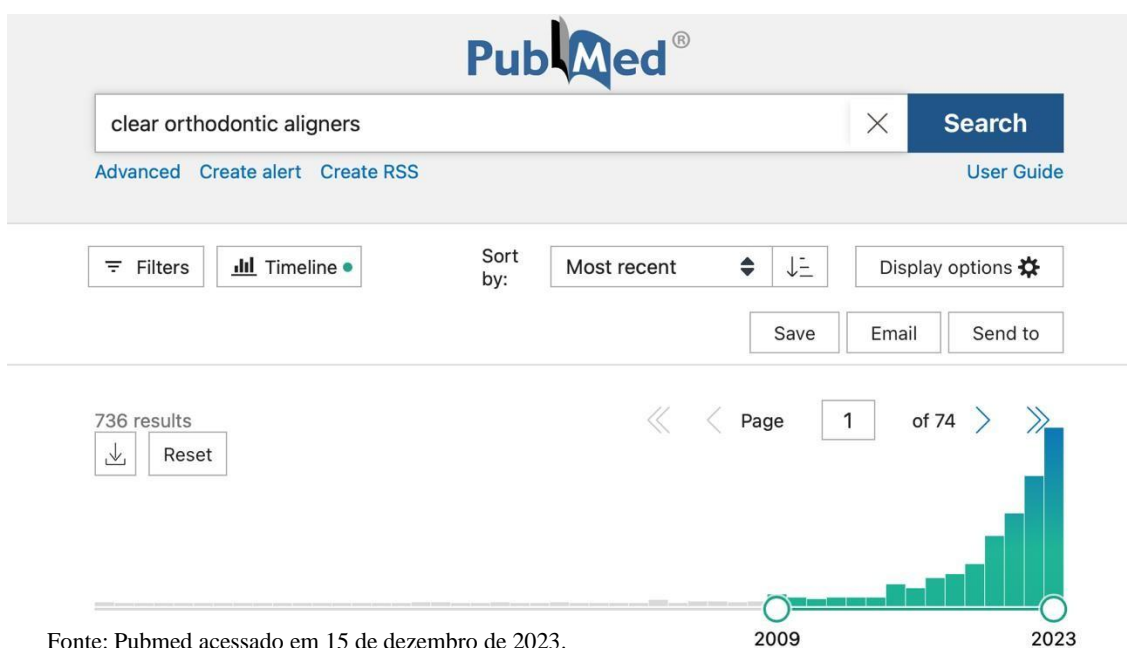 PubMed®
clear orthodontic aligners Search
Advanced Create alert Create RSS User Guide
Filters Timeline Sort by: Most recent Display options
Save Email Send to
736 results Page 1 of 74
Reset
2009 2023
Fonte: Pubmed acessado em 15 de dezembro de 2023.